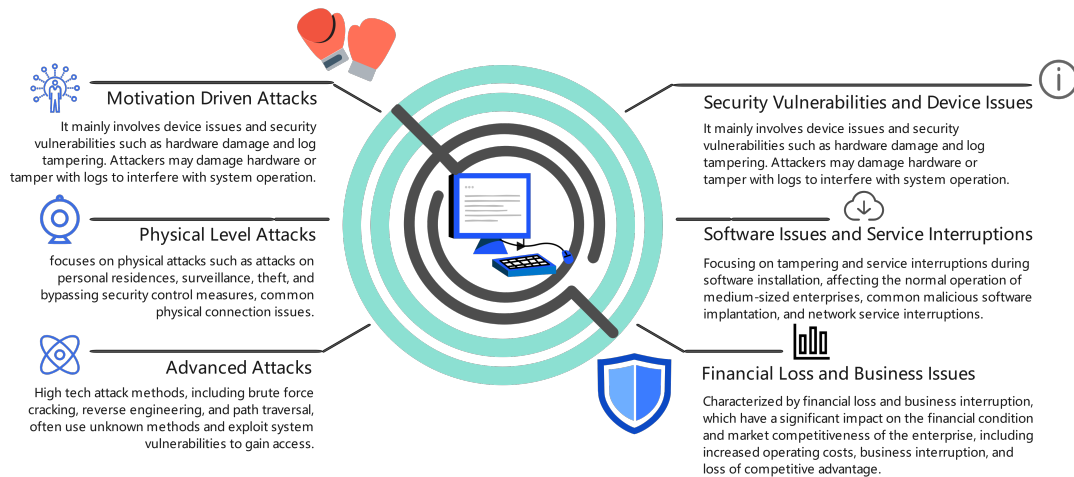 Motivation Driven Attacks
It mainly involves device issues and security
vulnerabilities such as hardware damage and log
tampering. Attackers may damage hardware or
tamper with logs to interfere with system operation.
Physical Level Attacks
focuses on physical attacks such as attacks on
personal residences, surveillance, theft, and
bypassing security control measures, common
physical connection issues.
Advanced Attacks
High tech attack methods, including brute force
cracking, reverse engineering, and path traversal,
often use unknown methods and exploit system
vulnerabilities to gain access.
Security Vulnerabilities and Device Issues
It mainly involves device issues and security
vulnerabilities such as hardware damage and log
tampering. Attackers may damage hardware or
tamper with logs to interfere with system operation.
Software Issues and Service Interruptions
Focusing on tampering and service interruptions during
software installation, affecting the normal operation of
medium-sized enterprises, common malicious software
implantation, and network service interruptions.
Financial Loss and Business Issues
Characterized by financial loss and business interruption,
which have a significant impact on the financial condition
and market competitiveness of the enterprise, including
increased operating costs, business interruption, and
loss of competitive advantage.